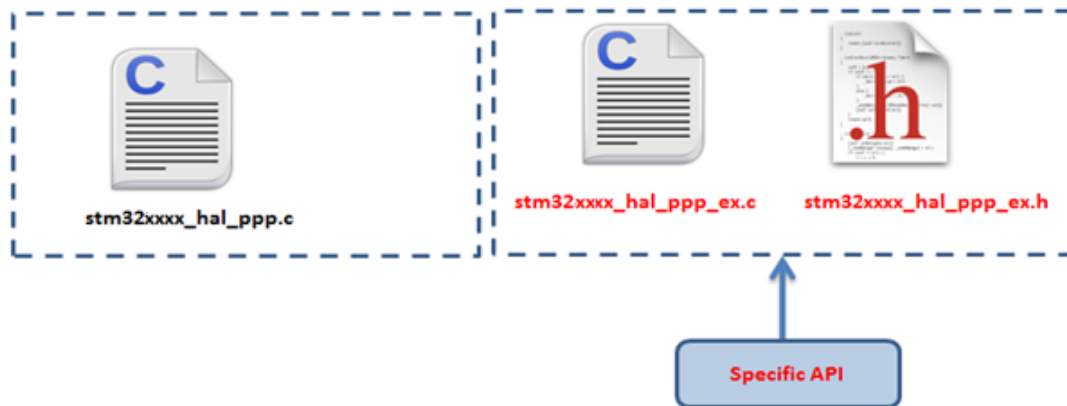 C
C
.h
stm32xxxx_hal_ppp.c
stm32xxxx_hal_ppp_ex.c
stm32xxxx_hal_ppp_ex.h
Specific API